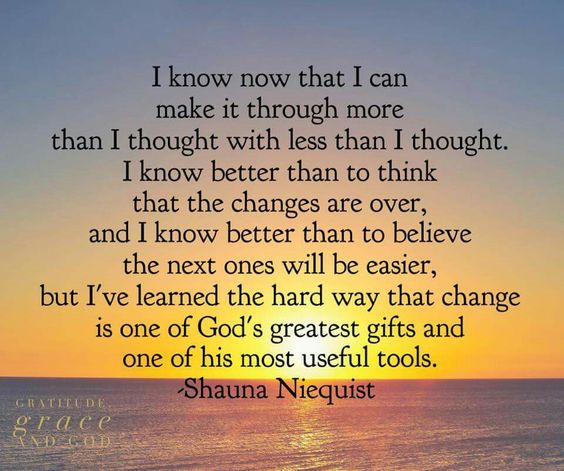 I know now that I can
make it through more
than I thought with less than I thought.
I know better than to think
that the changes are over,
and I know better than to believe
the next ones will be easier,
but I've learned the hard way that change
is one of God's greatest gifts and
one of his most useful tools.
-Shauna Niequist
GRATITUDE,
grace
AND GOD